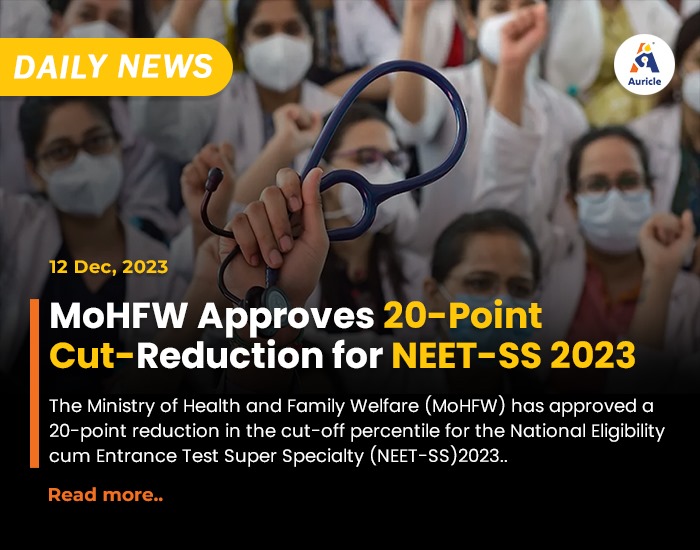 DAILY NEWS
Auricle
12 Dec, 2023
MoHFW Approves 20-Point
Cut-Reduction for NEET-SS 2023
The Ministry of Health and Family Welfare (MoHFW) has approved a
20-point reduction in the cut-off percentile for the National Eligibility
cum Entrance Test Super Specialty (NEET-SS)2023..
Read more..